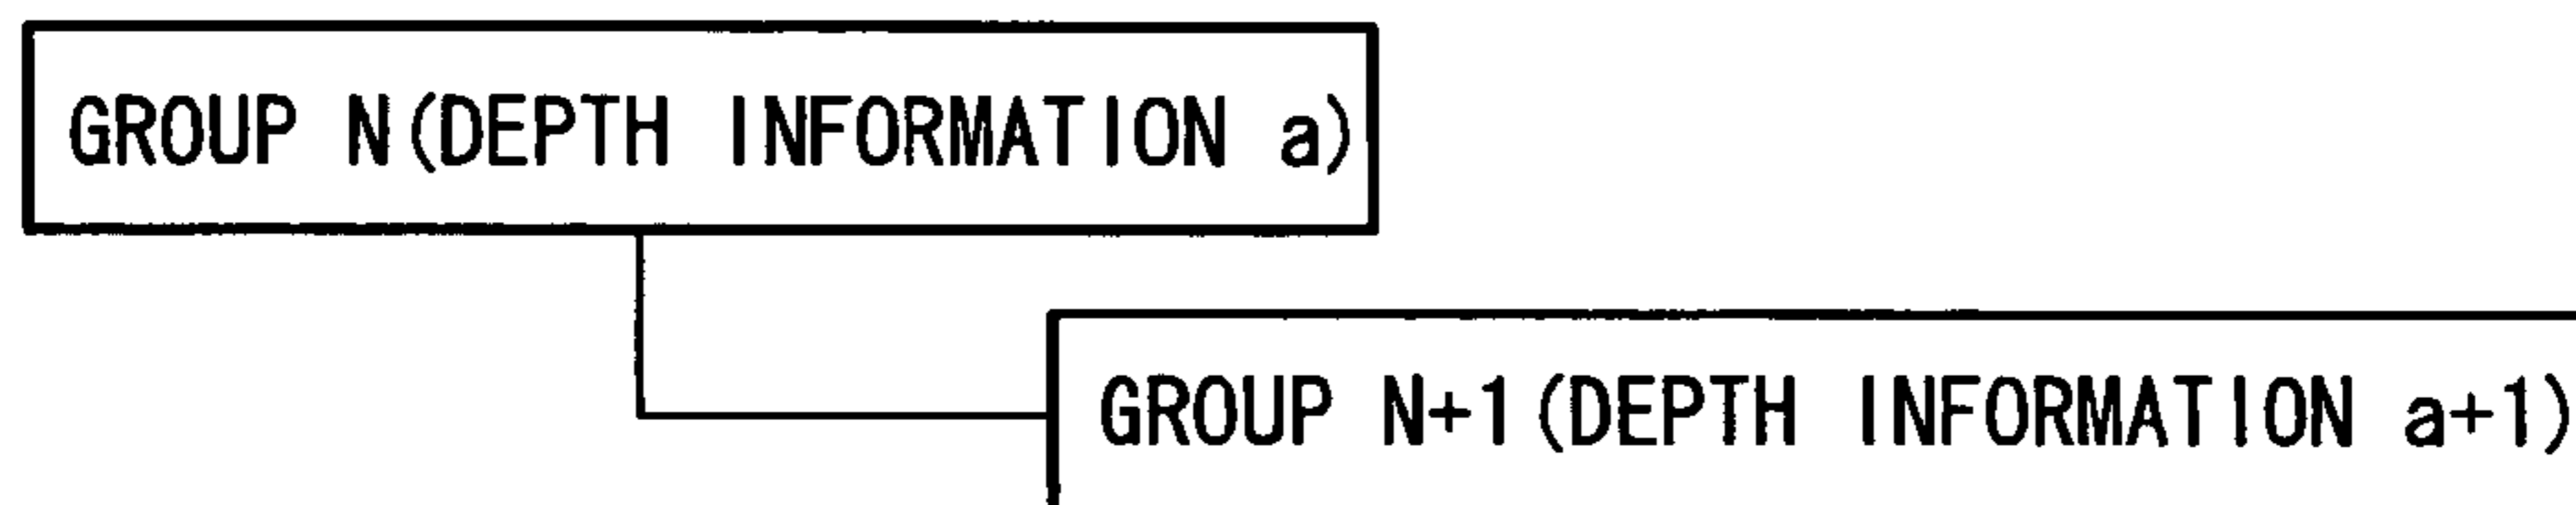 GROUP N(DEPTH INFORMATION a)
GROUP N+1(DEPTH INFORMATION a+1)